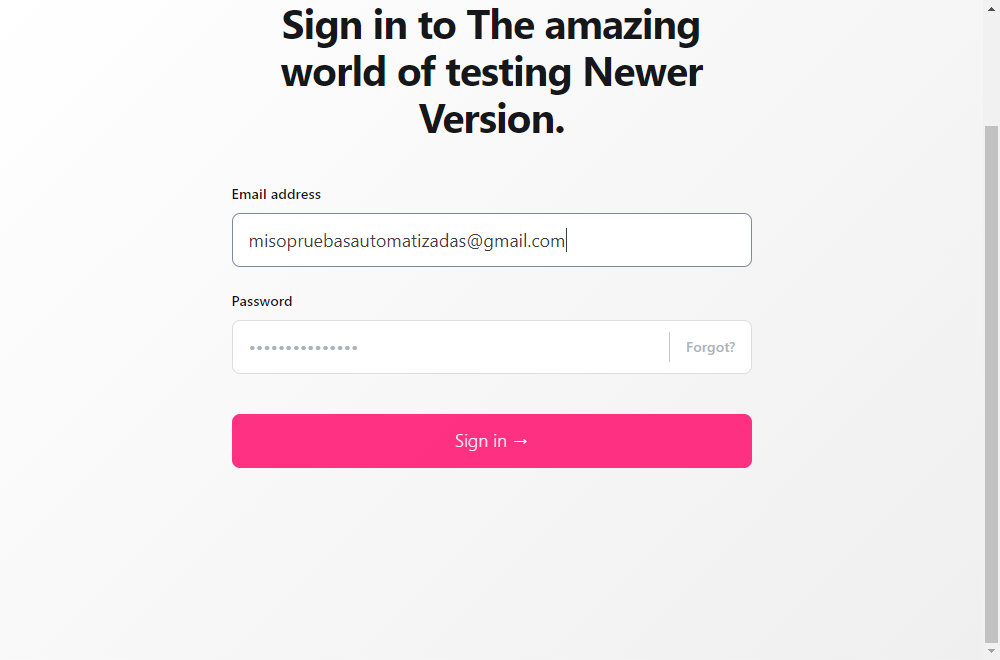 Sign in to The amazing
world of testing Newer
Version.
Email address
misopruebasautomatizadas@gmail.com
Password
•••••••••••••••
Forgot?
Sign in →